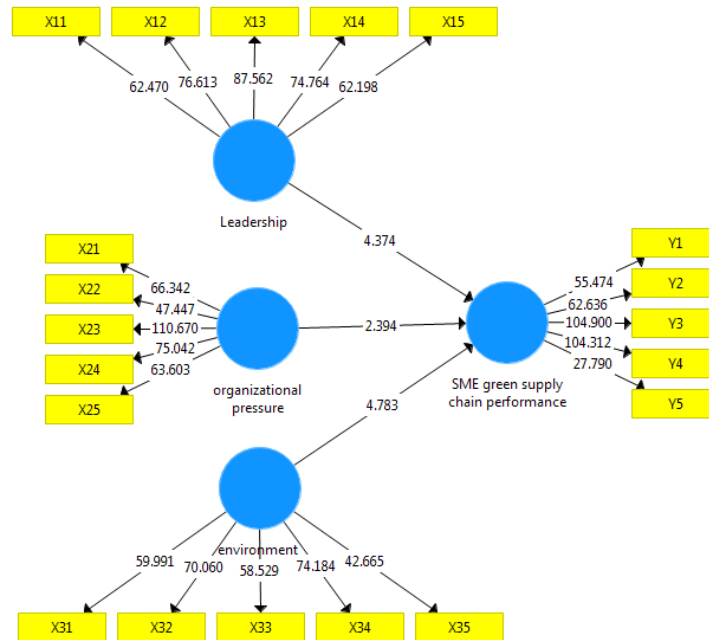 X11 X12 X13 X14 X15
62.470 76.613 87.562 74.764 62.198
Leadership
4.374
X21
X22
X23
X24
X25
66.342
47.447
110.670
75.042
63.603
organizational
pressure
2.394
Y1
Y2
Y3
Y4
Y5
55.474
62.636
104.900
104.312
27.790
SME green supply
chain performance
4.783
environment
59.991 70.060 58.529 74.184 42.665
X31 X32 X33 X34 X35